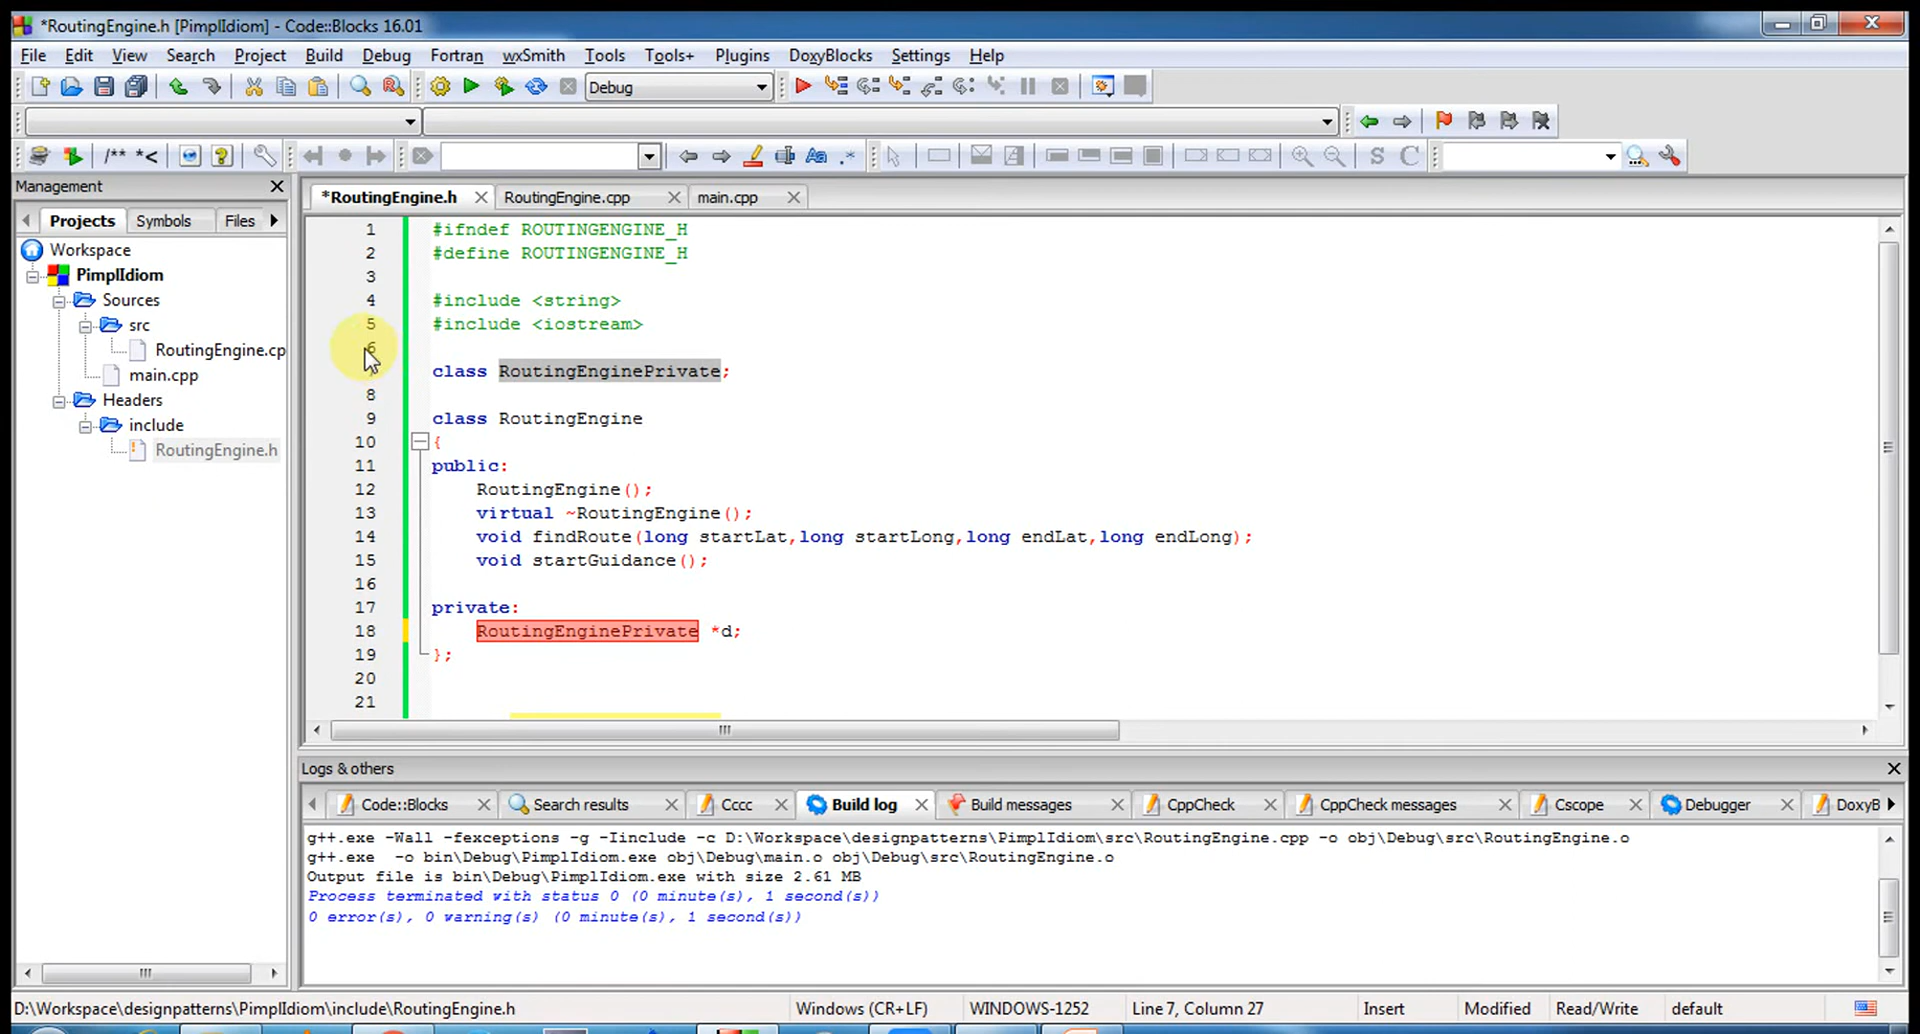 *RoutingEngine.h [PimplIdiom] - Code::Blocks 16.01
File Edit View Search Project Build Debug Fortran wxSmith Tools Tools+ Plugins DoxyBlocks Settings Help
Debug
/** *<
Management
Projects Symbols Files
Workspace
PimplIdiom
Sources
src
RoutingEngine.cp
main.cpp
Headers
include
RoutingEngine.h
*RoutingEngine.h RoutingEngine.cpp main.cpp
1 #ifndef ROUTINGENGINE_H
2 #define ROUTINGENGINE_H
3
4 #include <string>
5 #include <iostream>
6
7 class RoutingEnginePrivate;
8
9 class RoutingEngine
10 {
11 public:
12 RoutingEngine();
13 virtual ~RoutingEngine();
14 void findRoute(long startLat,long startLong,long endLat,long endLong);
15 void startGuidance();
16
17 private:
18 RoutingEnginePrivate *d;
19 };
20
21
Logs & others
Code::Blocks Search results Cccc Build log Build messages CppCheck CppCheck messages Cscope Debugger DoxyB
g++.exe -Wall -fexceptions -g -Iinclude -c D:\Workspace\designpatterns\PimplIdiom\src\RoutingEngine.cpp -o obj\Debug\src\RoutingEngine.o
g++.exe -o bin\Debug\PimplIdiom.exe obj\Debug\main.o obj\Debug\src\RoutingEngine.o
Output file is bin\Debug\PimplIdiom.exe with size 2.61 MB
Process terminated with status 0 (0 minute(s), 1 second(s))
0 error(s), 0 warning(s) (0 minute(s), 1 second(s))
D:\Workspace\designpatterns\PimplIdiom\include\RoutingEngine.h Windows (CR+LF) WINDOWS-1252 Line 7, Column 27 Insert Modified Read/Write default